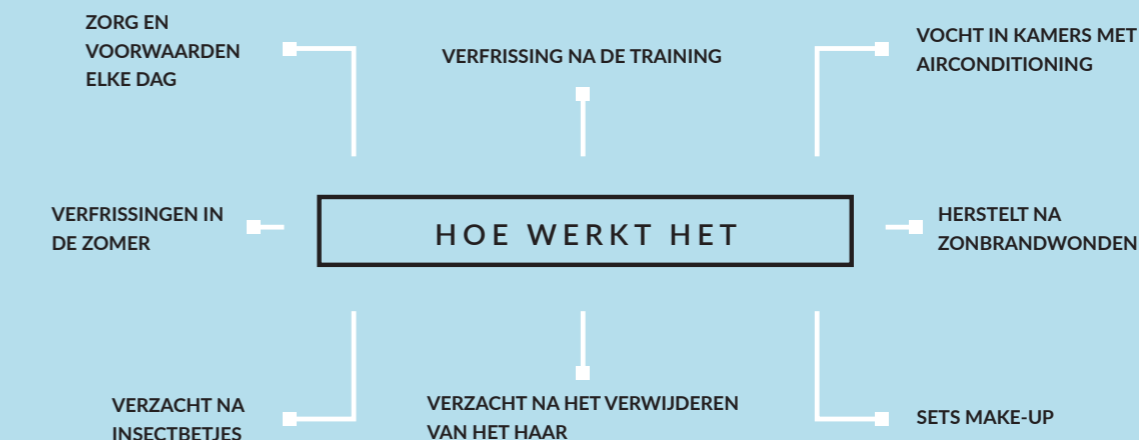 ZORG EN
VOORWAARDEN
ELKE DAG
VERFRISSING NA DE TRAINING
VOCHT IN KAMERS MET
AIRCONDITIONING
VERFRISSINGEN IN
DE ZOMER
HOE WERKT HET
HERSTELT NA
ZONBRANDWONDEN
VERZACHT NA
INSECTBETJES
VERZACHT NA HET VERWIJDEREN
VAN HET HAAR
SETS MAKE-UP